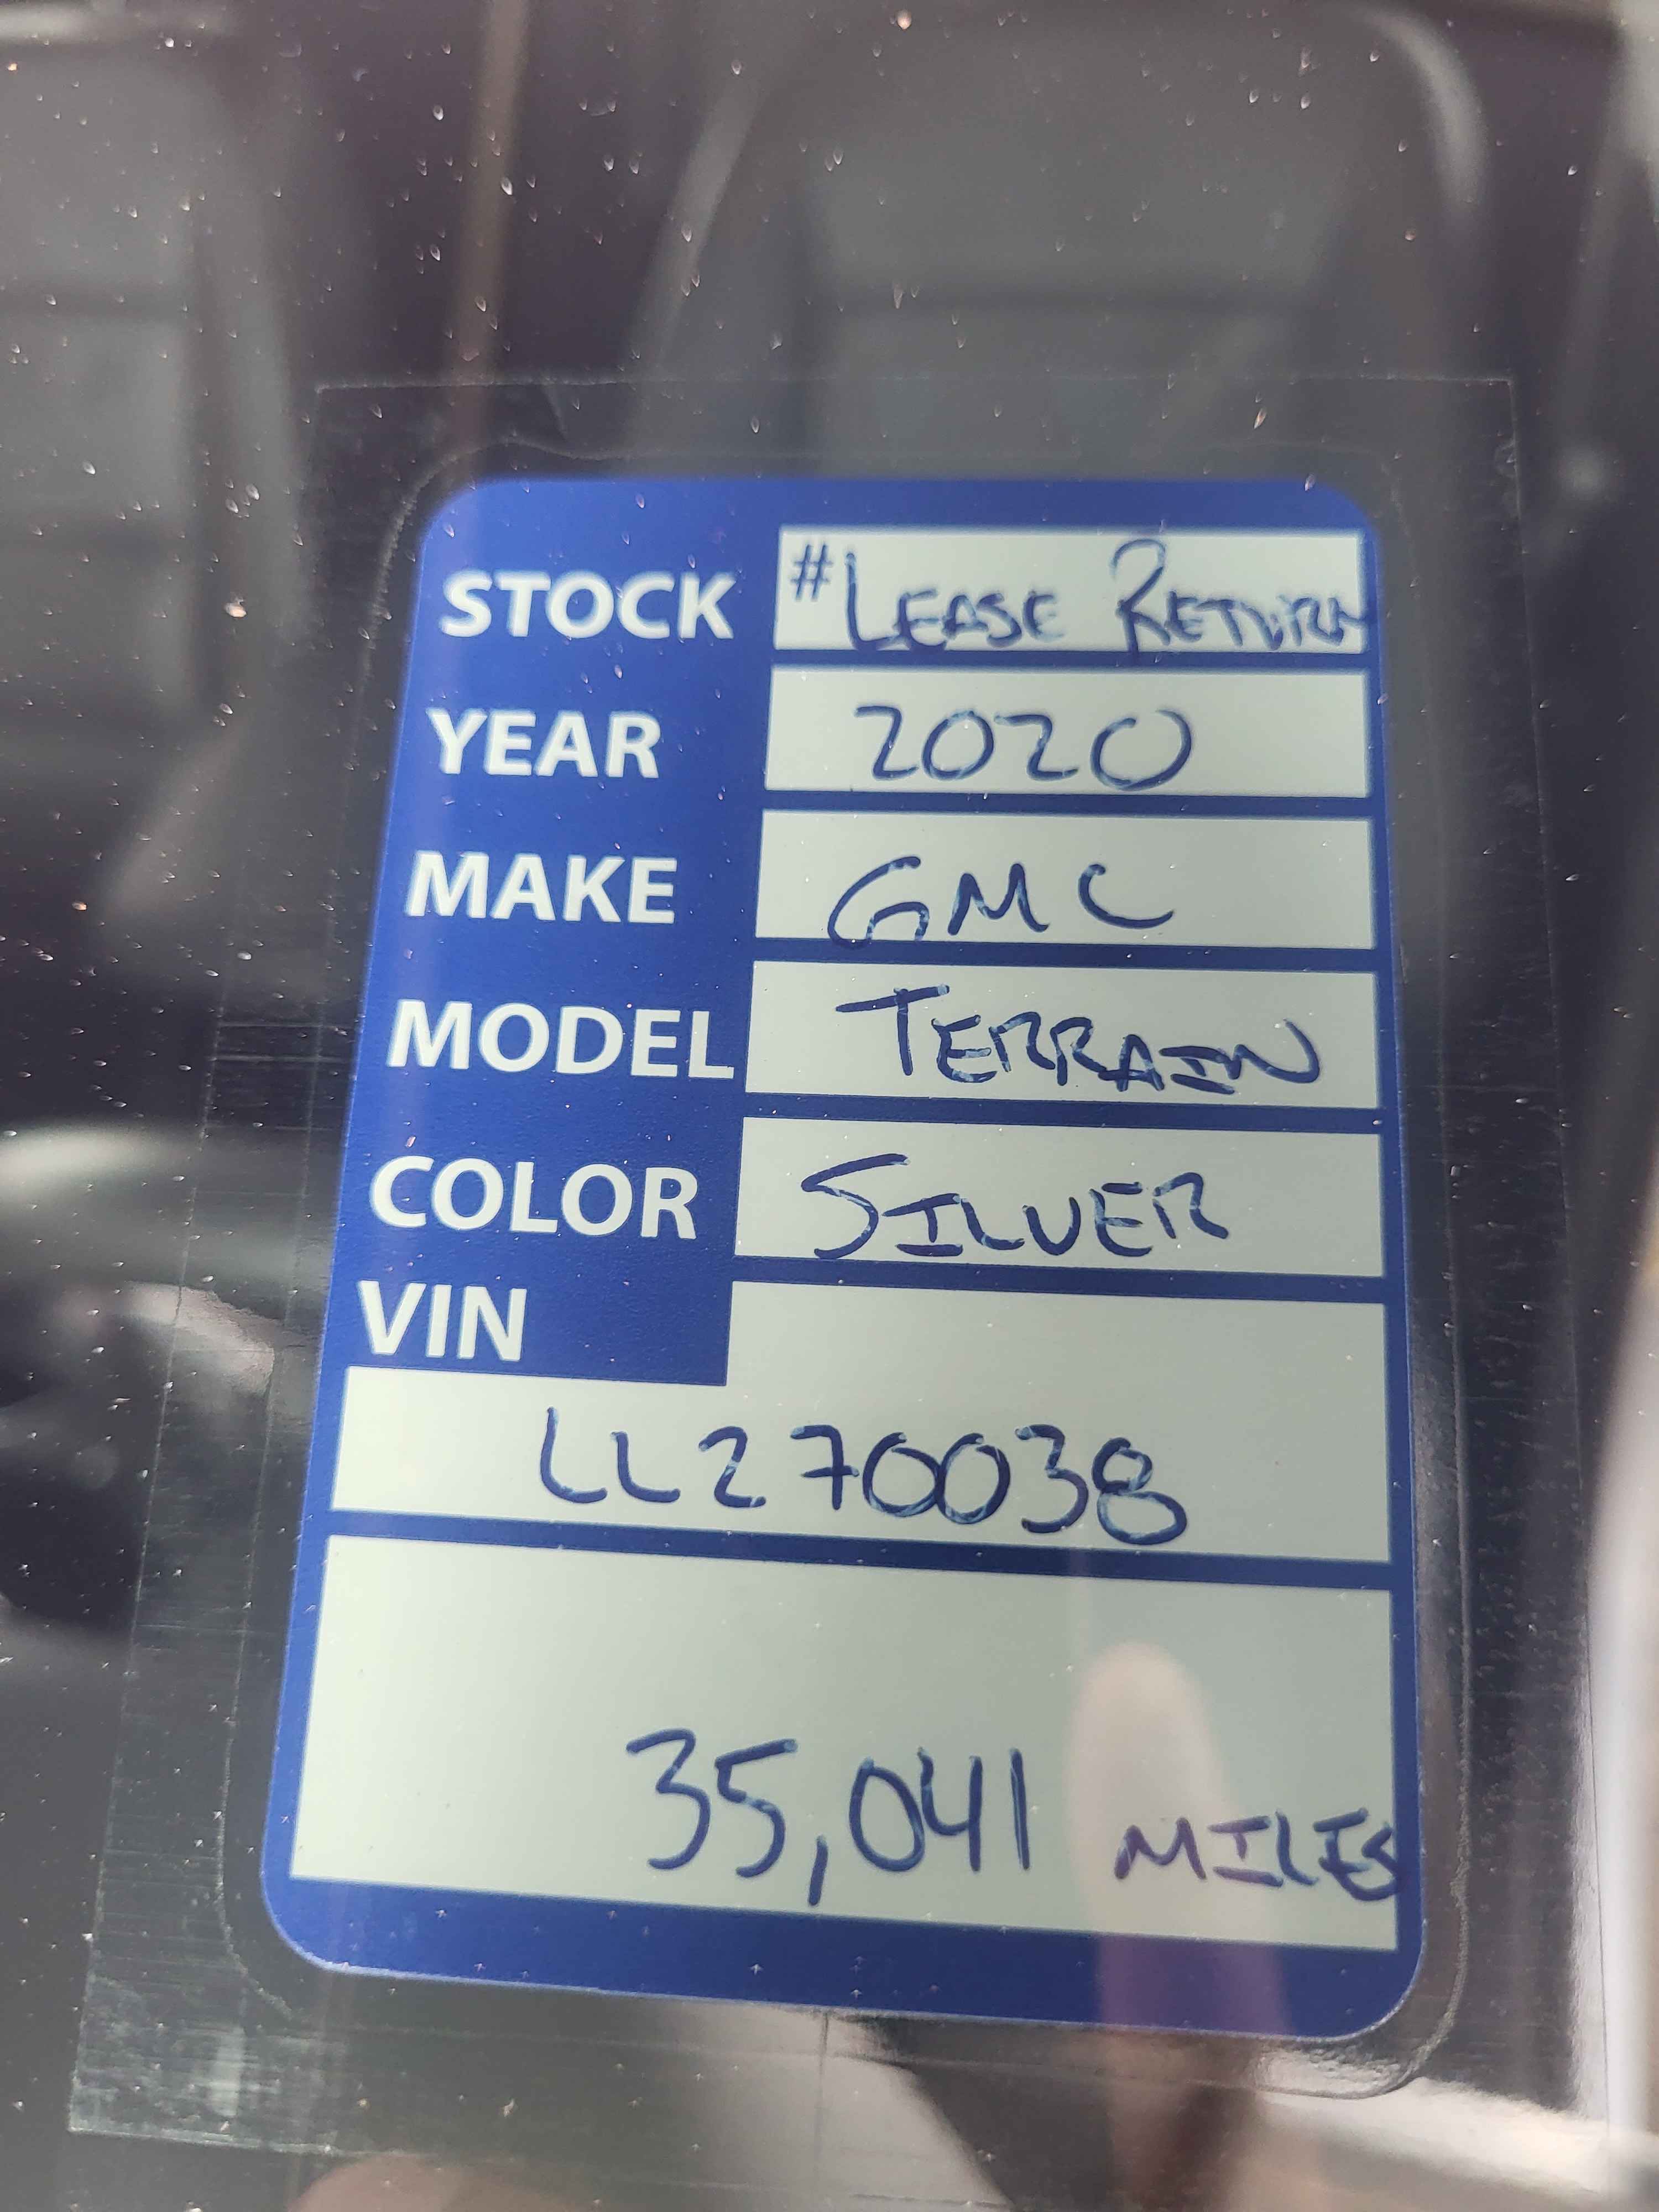 STOCK #LEASE RETURN
YEAR 2020
MAKE GMC
MODEL TERRAIN
COLOR SILVER
VIN
LL270038
35,041 MILES